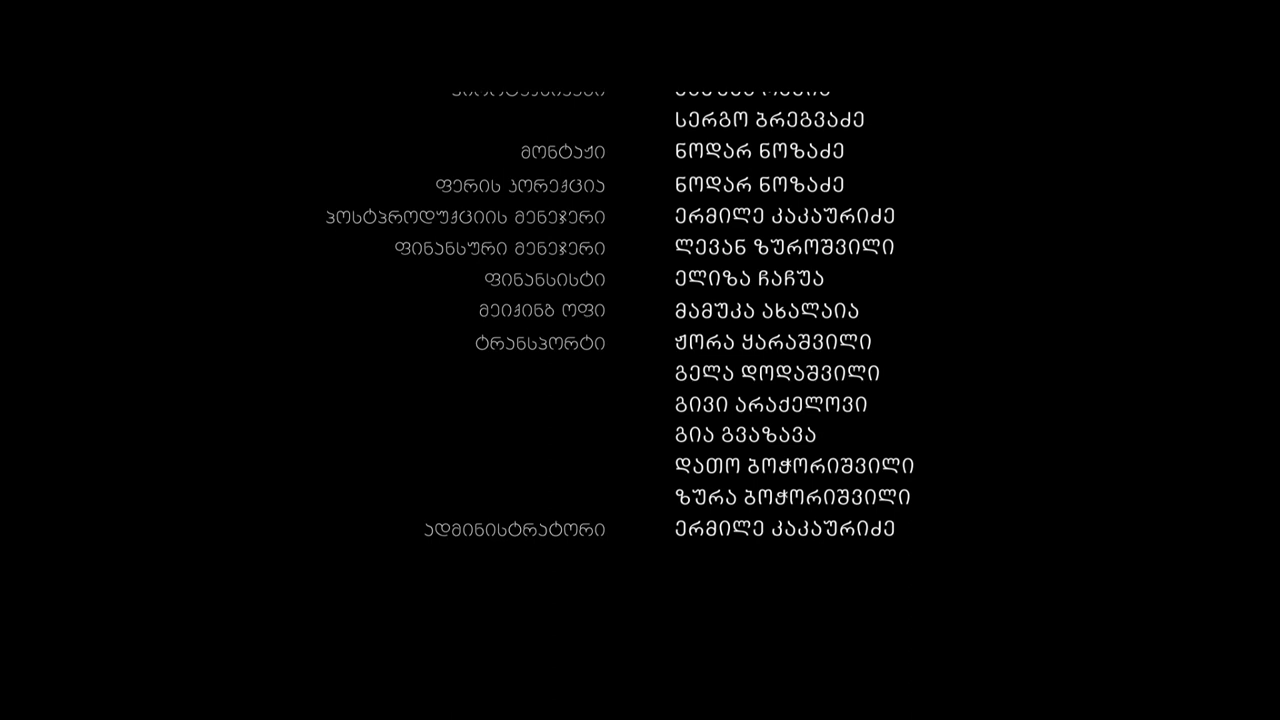 სერგო ბრეგვაძე
მონტაჟი ნოდარ ნოზაძე
ფერის კორექცია ნოდარ ნოზაძე
პოსტპროდუქციის მენეჯერი ერმილე კაკაურიძე
ფინანსური მენეჯერი ლევან ზუროშვილი
ფინანსისტი ელიზა ჩაჩუა
მეიქინგ ოფი მამუკა ახალაია
ტრანსპორტი ჟორა ყარაშვილი
გელა დოდაშვილი
გივი არაქელოვი
გია გვაზავა
დათო ბოჭორიშვილი
ზურა ბოჭორიშვილი
ადმინისტრატორი ერმილე კაკაურიძე